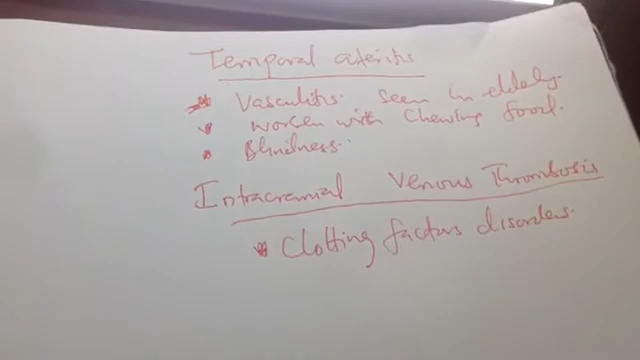 Temporal arteritis
Vasculitis. Seen in elderly.
worsen with Chewing food.
Blindness.
Intracranial Venous Thrombosis
Clotting factors disorders.